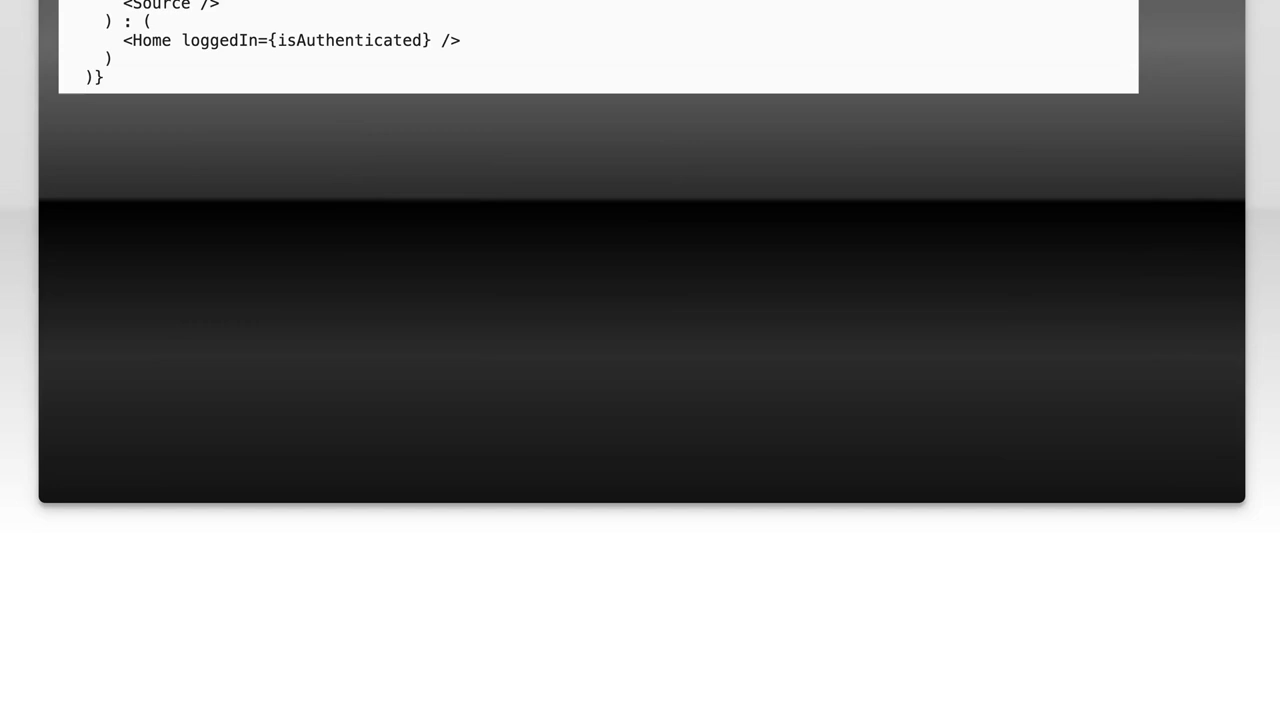 <Source />
) : (
<Home loggedIn={isAuthenticated} />
)
)}